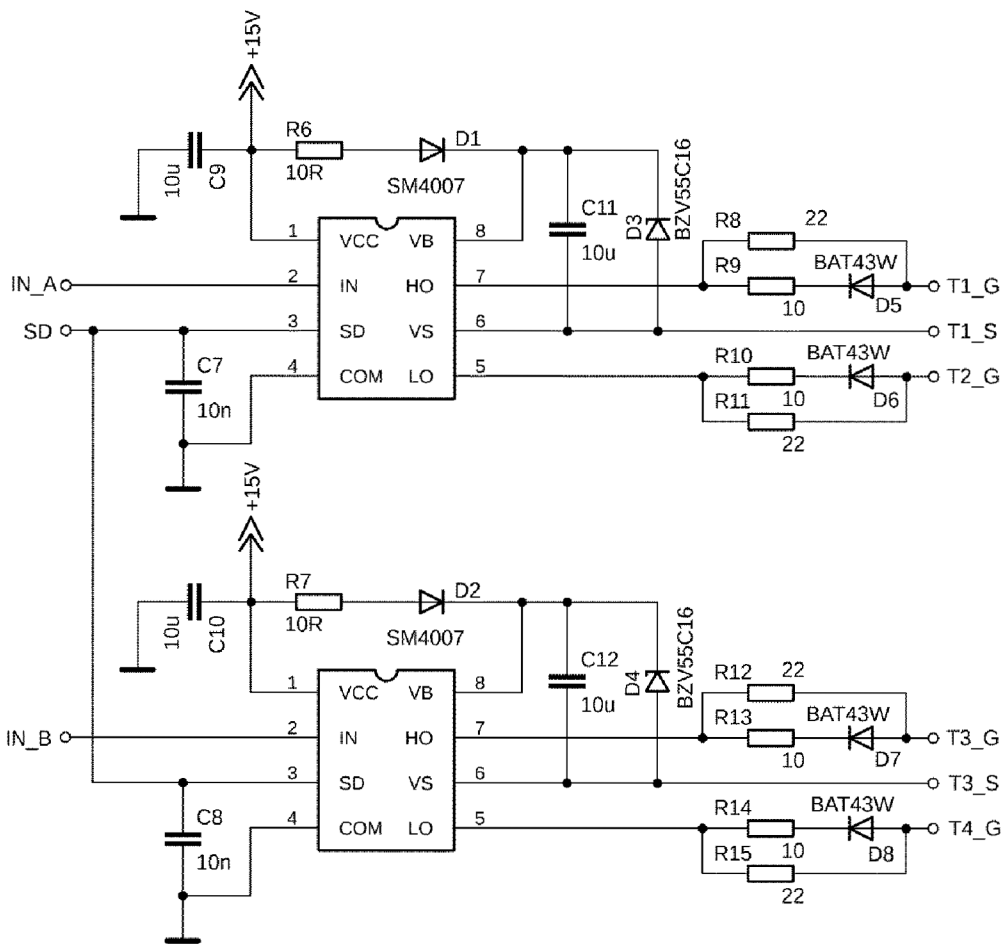 +15V
R6
D1
10u
C9
10R
SM4007
C11
10u
D3
BZV55C16
R8
22
1
VCC
VB
8
R9
BAT43W
IN_A
2
IN
HO
7
10
D5
T1_G
SD
3
SD
VS
6
T1_S
C7
10n
4
COM
LO
5
R10
BAT43W
T2_G
R11
10
D6
22
+15V
R7
D2
10u
C10
10R
SM4007
C12
10u
D4
BZV55C16
R12
22
1
VCC
VB
8
R13
BAT43W
IN_B
2
IN
HO
7
10
D7
T3_G
3
SD
VS
6
T3_S
C8
10n
4
COM
LO
5
R14
BAT43W
T4_G
R15
10
D8
22